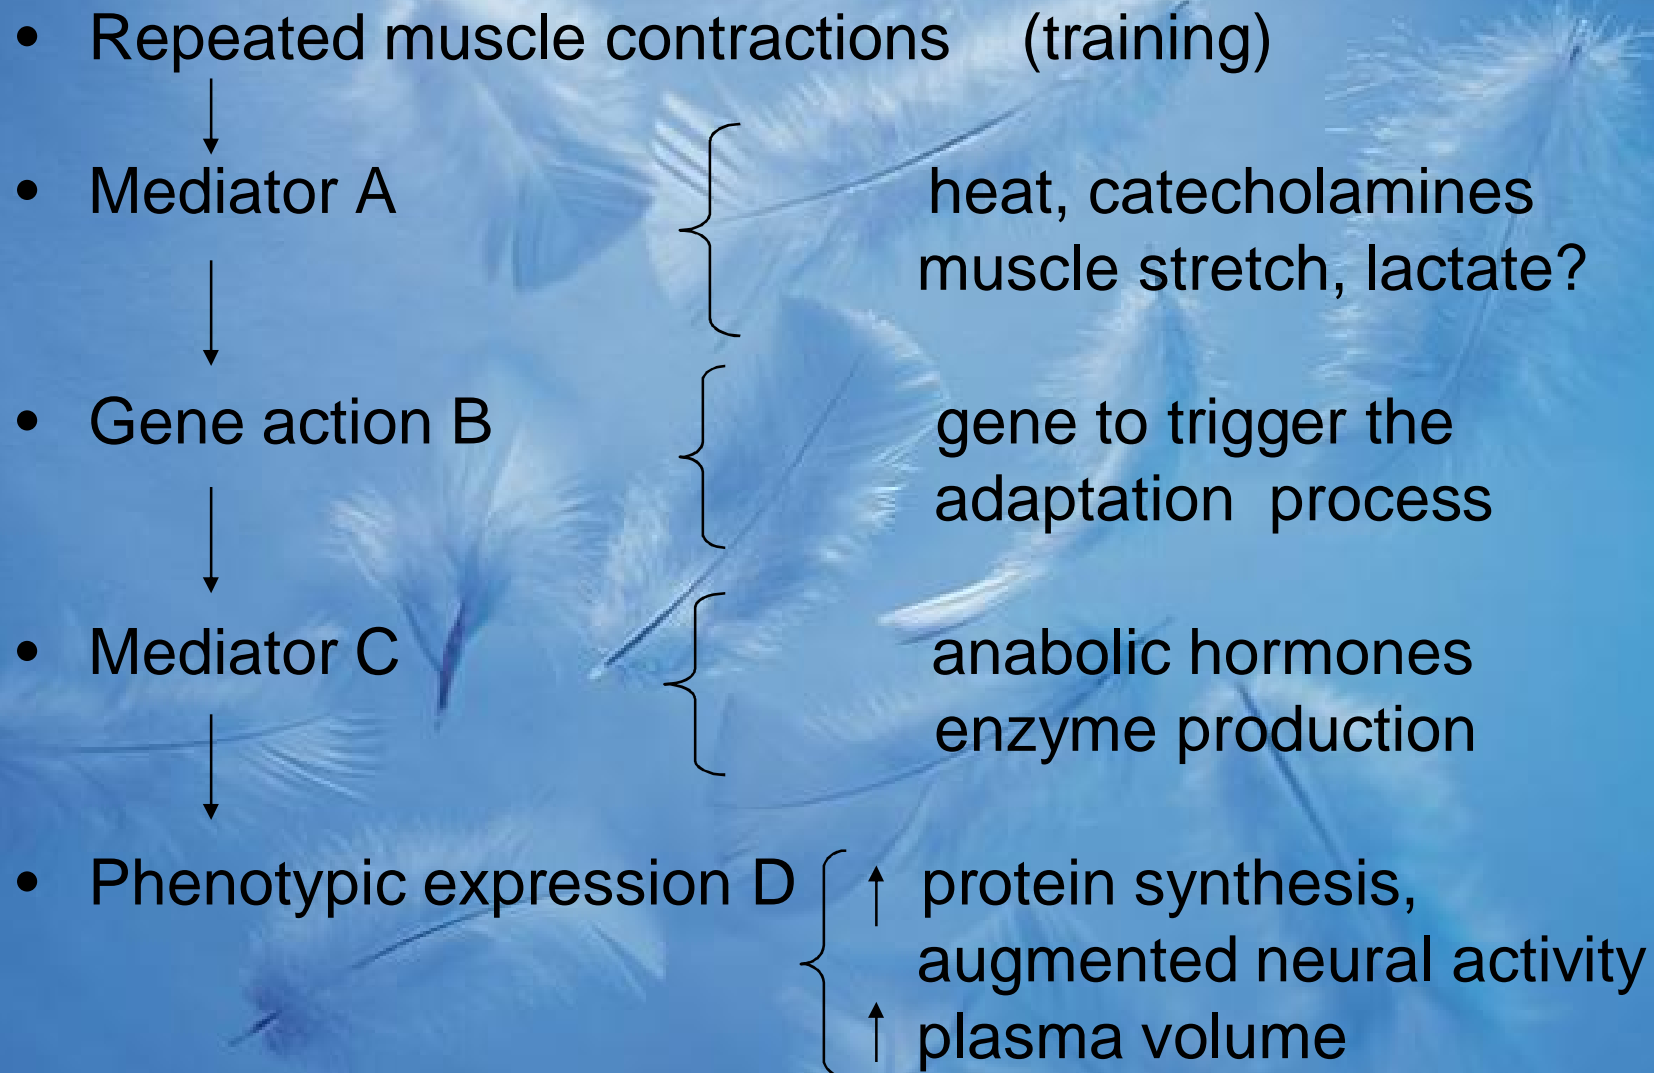 • Repeated muscle contractions (training)
• Mediator A heat, catecholamines
muscle stretch, lactate?
• Gene action B gene to trigger the
adaptation process
• Mediator C anabolic hormones
enzyme production
• Phenotypic expression D ↑ protein synthesis,
augmented neural activity
↑ plasma volume